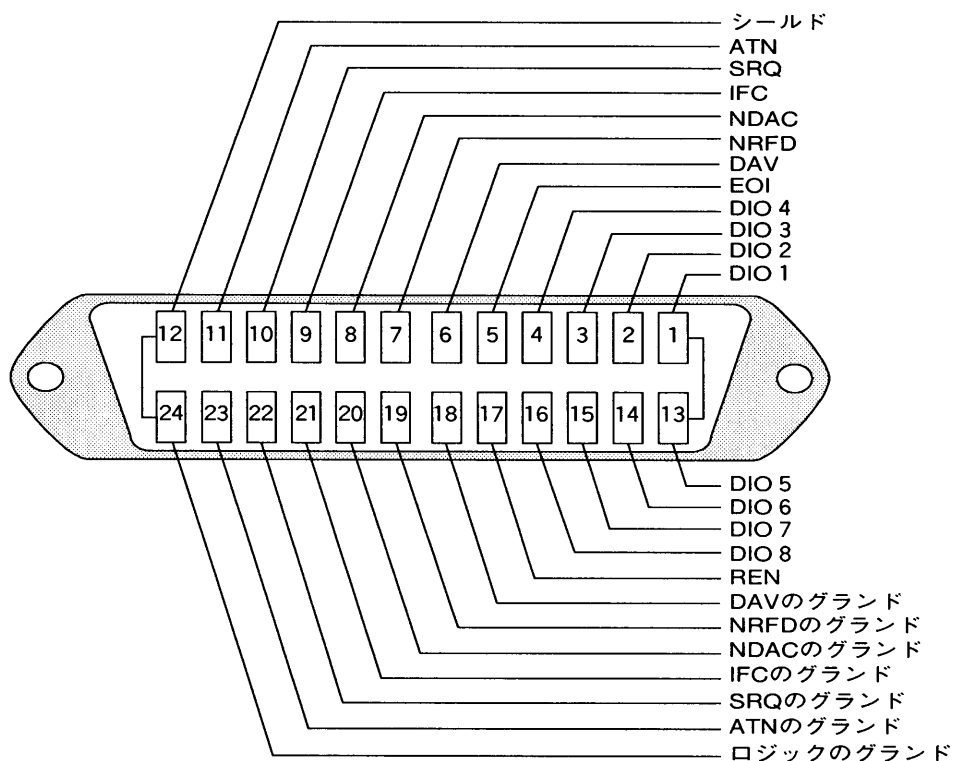 シールド
ATN
SRQ
IFC
NDAC
NRFD
DAV
EOI
DIO 4
DIO 3
DIO 2
DIO 1
12 11 10 9 8 7 6 5 4 3 2 1
24 23 22 21 20 19 18 17 16 15 14 13
DIO 5
DIO 6
DIO 7
DIO 8
REN
DAVのグランド
NRFDのグランド
NDACのグランド
IFCのグランド
SRQのグランド
ATNのグランド
ロジックのグランド